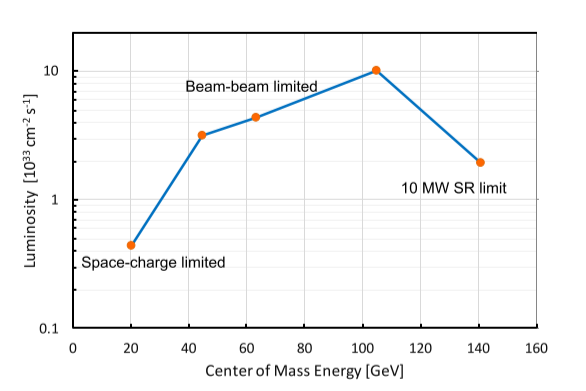 10
1
0.1
Luminosity [10³³ cm⁻² s⁻¹]
Beam-beam limited
10 MW SR limit
Space-charge limited
0 20 40 60 80 100 120 140 160
Center of Mass Energy [GeV]